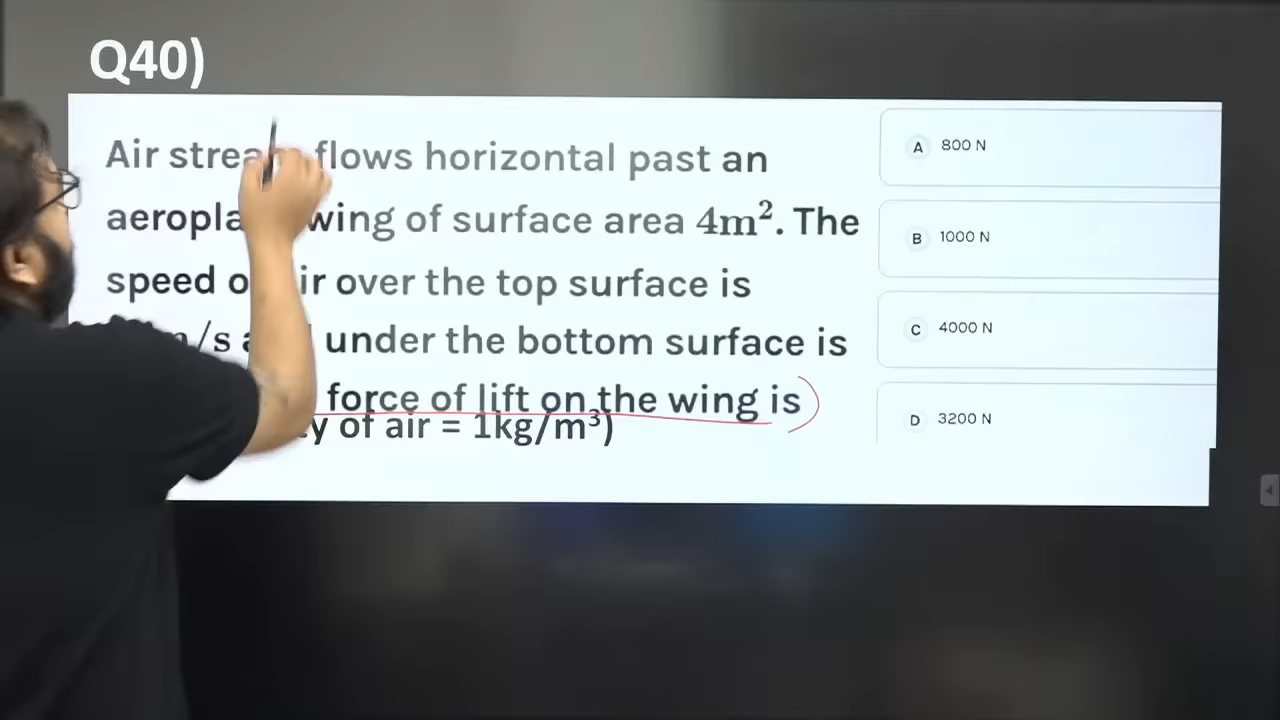 Q40)
Air strea flows horizontal past an
aeropla wing of surface area 4m². The
speed o ir over the top surface is
/s a under the bottom surface is
force of lift on the wing is
y of air = 1kg/m³)
A 800 N
B 1000 N
C 4000 N
D 3200 N